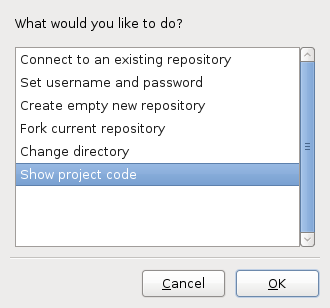 What would you like to do?
Connect to an existing repository
Set username and password
Create empty new repository
Fork current repository
Change directory
Show project code
Cancel
OK